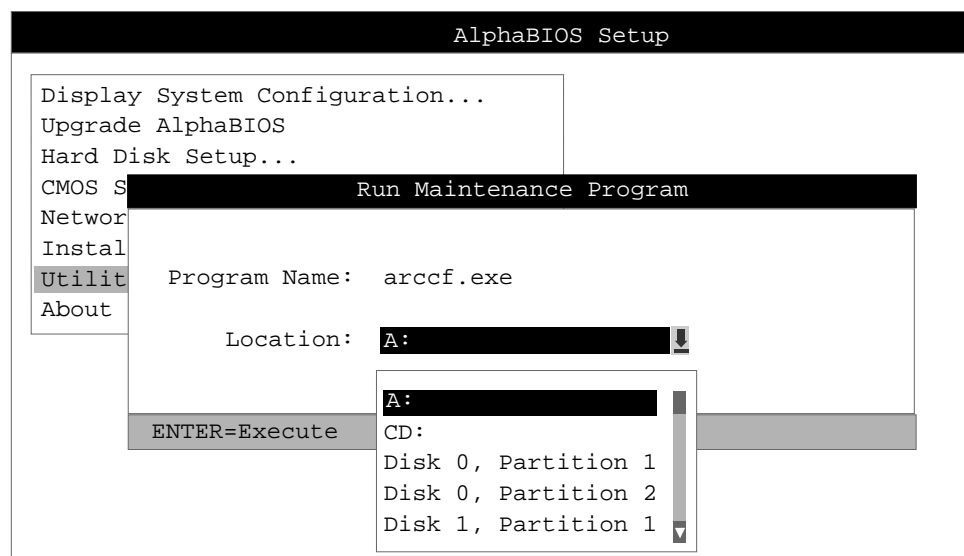 AlphaBIOS Setup
Display System Configuration...
Upgrade AlphaBIOS
Hard Disk Setup...
CMOS S
Networ
Instal
Utilit
About
Run Maintenance Program
Program Name: arccf.exe
Location: A:
A:
CD:
Disk 0, Partition 1
Disk 0, Partition 2
Disk 1, Partition 1
ENTER=Execute